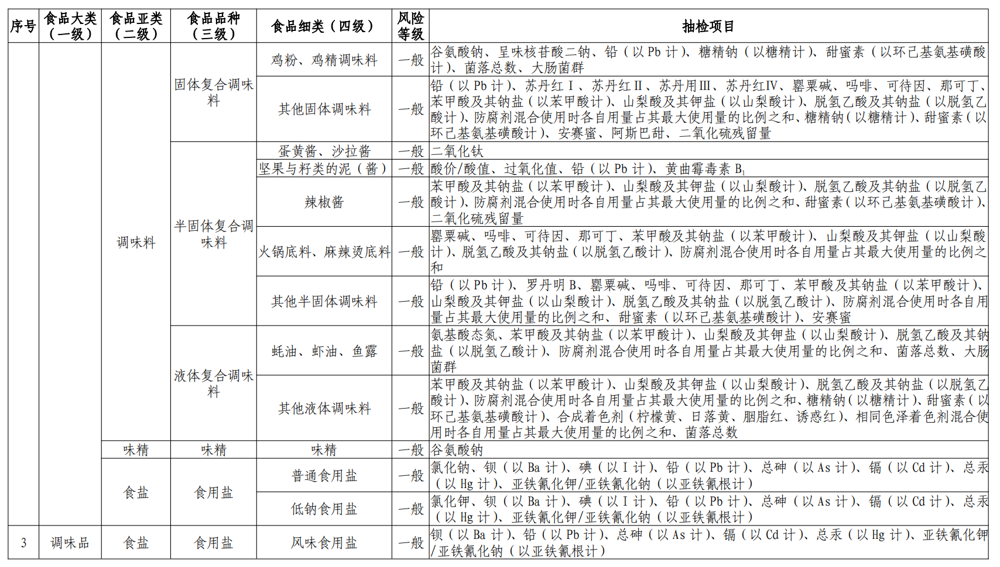 序号
食品大类
（一级）
食品亚类
（二级）
食品品种
（三级）
食品细类（四级）
风险
等级
抽检项目
调味料
固体复合调味
料
鸡粉、鸡精调味料
一般
谷氨酸钠、呈味核苷酸二钠、铅（以Pb计）、糖精钠（以糖精计）、甜蜜素（以环己基氨基磺酸
计）、菌落总数、大肠菌群
其他固体调味料
一般
铅（以Pb计）、苏丹红Ⅰ、苏丹红Ⅱ、苏丹用Ⅲ、苏丹红Ⅳ、罂粟碱、吗啡、可待因、那可丁、
苯甲酸及其钠盐（以苯甲酸计）、山梨酸及其钾盐（以山梨酸计）、脱氢乙酸及其钠盐（以脱氢乙
酸计）、防腐剂混合使用时各自用量占其最大使用量的比例之和、糖精钠（以糖精计）、甜蜜素（以
环己基氨基磺酸计）、安赛蜜、阿斯巴甜、二氧化硫残留量
半固体复合调
味料
蛋黄酱、沙拉酱
一般
二氧化钛
坚果与籽类的泥（酱）
一般
酸价/酸值、过氧化值、铅（以Pb计）、黄曲霉毒素B₁
辣椒酱
一般
苯甲酸及其钠盐（以苯甲酸计）、山梨酸及其钾盐（以山梨酸计）、脱氢乙酸及其钠盐（以脱氢乙
酸计）、防腐剂混合使用时各自用量占其最大使用量的比例之和、甜蜜素（以环己基氨基磺酸计）、
二氧化硫残留量
火锅底料、麻辣烫底料
一般
罂粟碱、吗啡、可待因、那可丁、苯甲酸及其钠盐（以苯甲酸计）、山梨酸及其钾盐（以山梨酸
计）、脱氢乙酸及其钠盐（以脱氢乙酸计）、防腐剂混合使用时各自用量占其最大使用量的比例之
和
其他半固体调味料
一般
铅（以Pb计）、罗丹明B、罂粟碱、吗啡、可待因、那可丁、苯甲酸及其钠盐（以苯甲酸计）、
山梨酸及其钾盐（以山梨酸计）、脱氢乙酸及其钠盐（以脱氢乙酸计）、防腐剂混合使用时各自用
量占其最大使用量的比例之和、甜蜜素（以环己基氨基磺酸计）、安赛蜜
液体复合调味
料
蚝油、虾油、鱼露
一般
氨基酸态氮、苯甲酸及其钠盐（以苯甲酸计）、山梨酸及其钾盐（以山梨酸计）、脱氢乙酸及其钠
盐（以脱氢乙酸计）、防腐剂混合使用时各自用量占其最大使用量的比例之和、菌落总数、大肠
菌群
其他液体调味料
一般
苯甲酸及其钠盐（以苯甲酸计）、山梨酸及其钾盐（以山梨酸计）、脱氢乙酸及其钠盐（以脱氢乙
酸计）、防腐剂混合使用时各自用量占其最大使用量的比例之和、糖精钠（以糖精计）、甜蜜素（以
环己基氨基磺酸计）、合成着色剂（柠檬黄、日落黄、胭脂红、诱惑红）、相同色泽着色剂混合使
用时各自用量占其最大使用量的比例之和、菌落总数
味精
味精
味精
一般
谷氨酸钠
食盐
食用盐
普通食用盐
一般
氯化钠、钡（以Ba计）、碘（以I计）、铅（以Pb计）、总砷（以As计）、镉（以Cd计）、总汞
（以Hg计）、亚铁氰化钾/亚铁氰化钠（以亚铁氰根计）
低钠食用盐
一般
氯化钾、钡（以Ba计）、碘（以I计）、铅（以Pb计）、总砷（以As计）、镉（以Cd计）、总汞
（以Hg计）、亚铁氰化钾/亚铁氰化钠（以亚铁氰根计）
3
调味品
食盐
食用盐
风味食用盐
一般
钡（以Ba计）、铅（以Pb计）、总砷（以As计）、镉（以Cd计）、总汞（以Hg计）、亚铁氰化钾
/亚铁氰化钠（以亚铁氰根计）